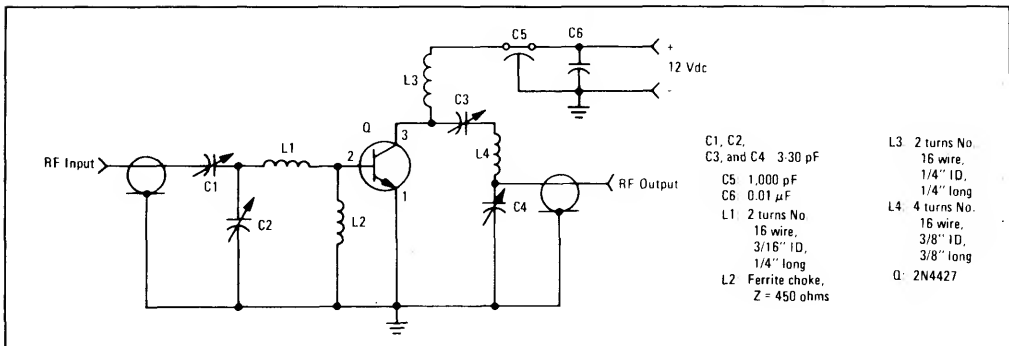 C5
C6
+
12 Vdc
-
L3
C3
Q
3
2
1
L1
L4
RF Input
C1
RF Output
C2
L2
C4
C1, C2,
C3, and C4 3-30 pF
C5: 1,000 pF
C6: 0.01 μF
L1: 2 turns No.
16 wire,
3/16" ID,
1/4" long
L2: Ferrite choke,
Z = 450 ohms
L3: 2 turns No.
16 wire,
1/4" ID,
1/4" long
L4: 4 turns No.
16 wire,
3/8" ID,
3/8" long
Q: 2N4427